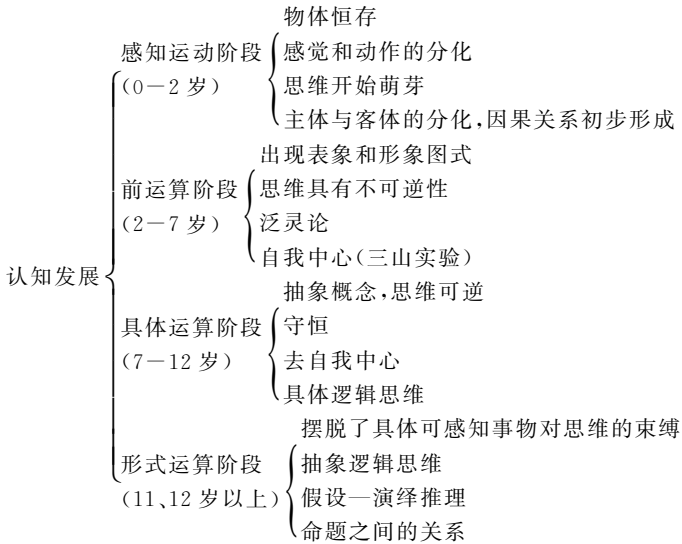 认知发展
感知运动阶段
(0—2 岁)
物体恒存
感觉和动作的分化
思维开始萌芽
主体与客体的分化,因果关系初步形成
前运算阶段
(2—7 岁)
出现表象和形象图式
思维具有不可逆性
泛灵论
自我中心(三山实验)
具体运算阶段
(7—12 岁)
抽象概念,思维可逆
守恒
去自我中心
具体逻辑思维
形式运算阶段
(11、12 岁以上)
摆脱了具体可感知事物对思维的束缚
抽象逻辑思维
假设—演绎推理
命题之间的关系